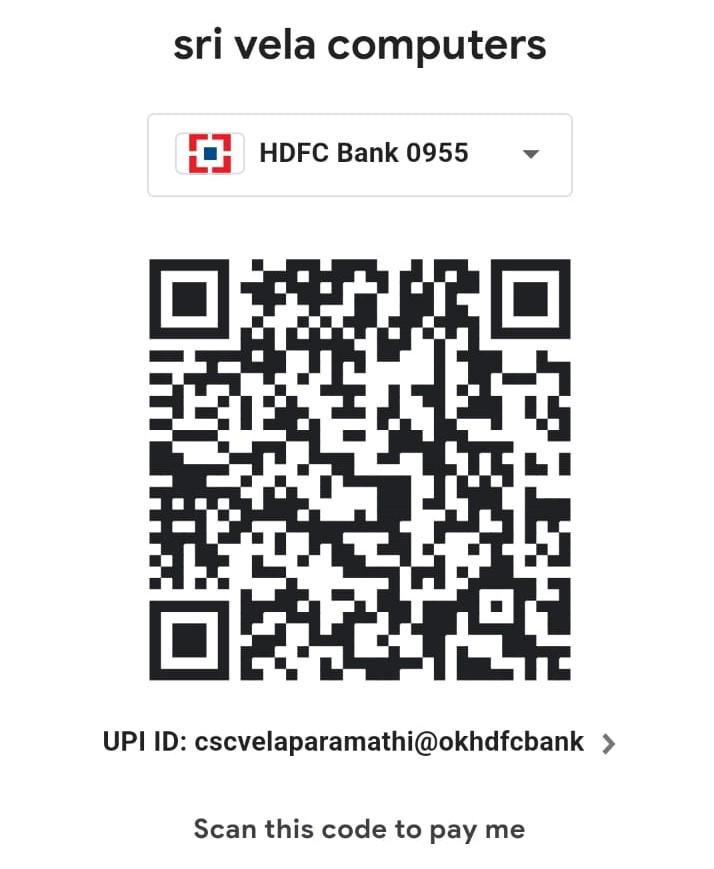 sri vela computers
HDFC Bank 0955
UPI ID: cscvelaparamathi@okhdfcbank
Scan this code to pay me